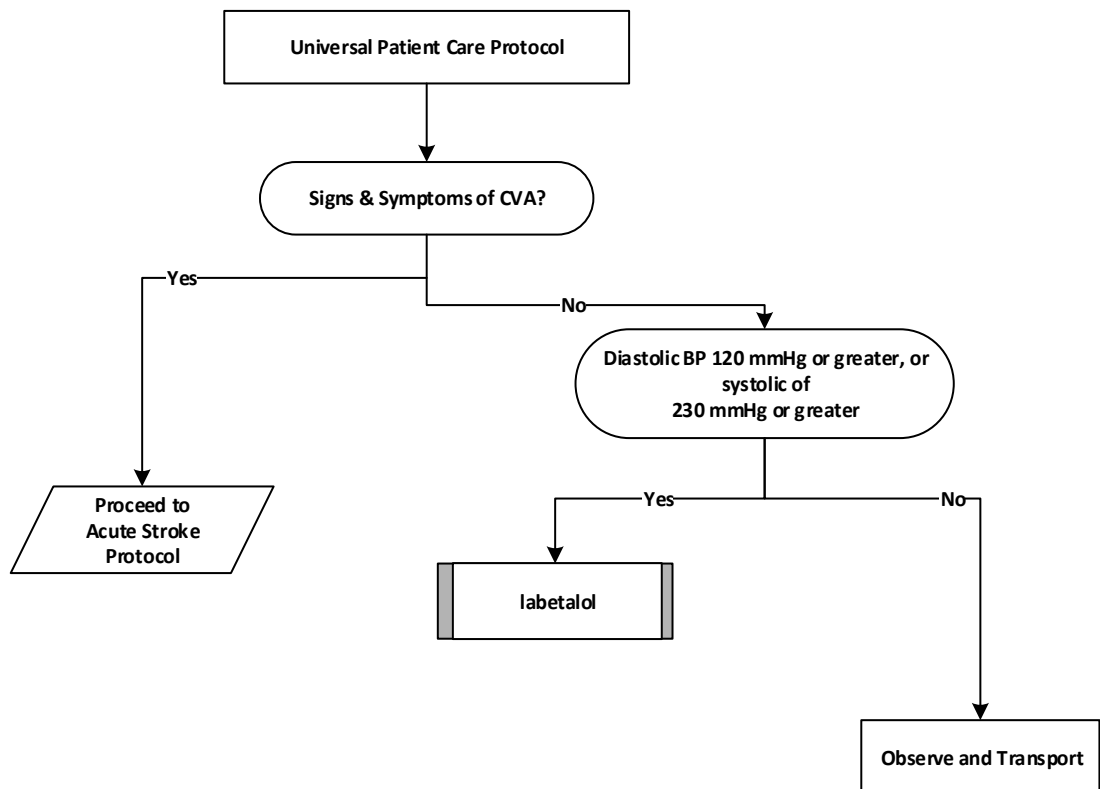 Universal Patient Care Protocol
Signs & Symptoms of CVA?
Yes
No
Diastolic BP 120 mmHg or greater, or
systolic of
230 mmHg or greater
Proceed to
Acute Stroke
Protocol
Yes
No
labetalol
Observe and Transport